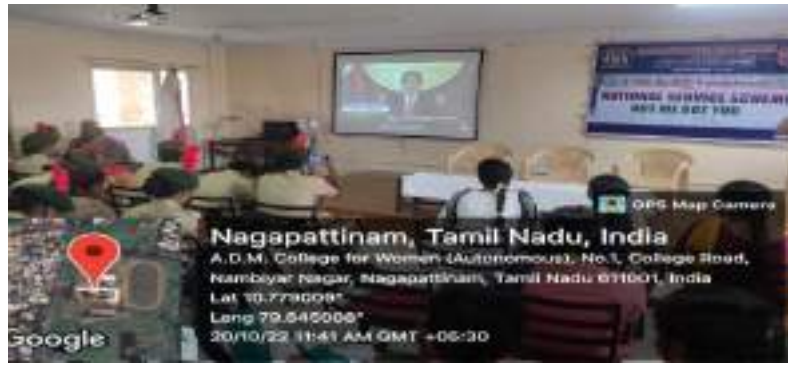 NATIONAL SERVICE SCHEME
NOT ME BUT YOU
GPS Map Camera
Nagapattinam, Tamil Nadu, India
A.D.M. College for Women (Autonomous), No.1, College Road,
Nambiyar Nagar, Nagapattinam, Tamil Nadu 611001, India
Lat 10.779009°
Long 79.845008°
20/10/22 11:41 AM GMT +05:30
Google